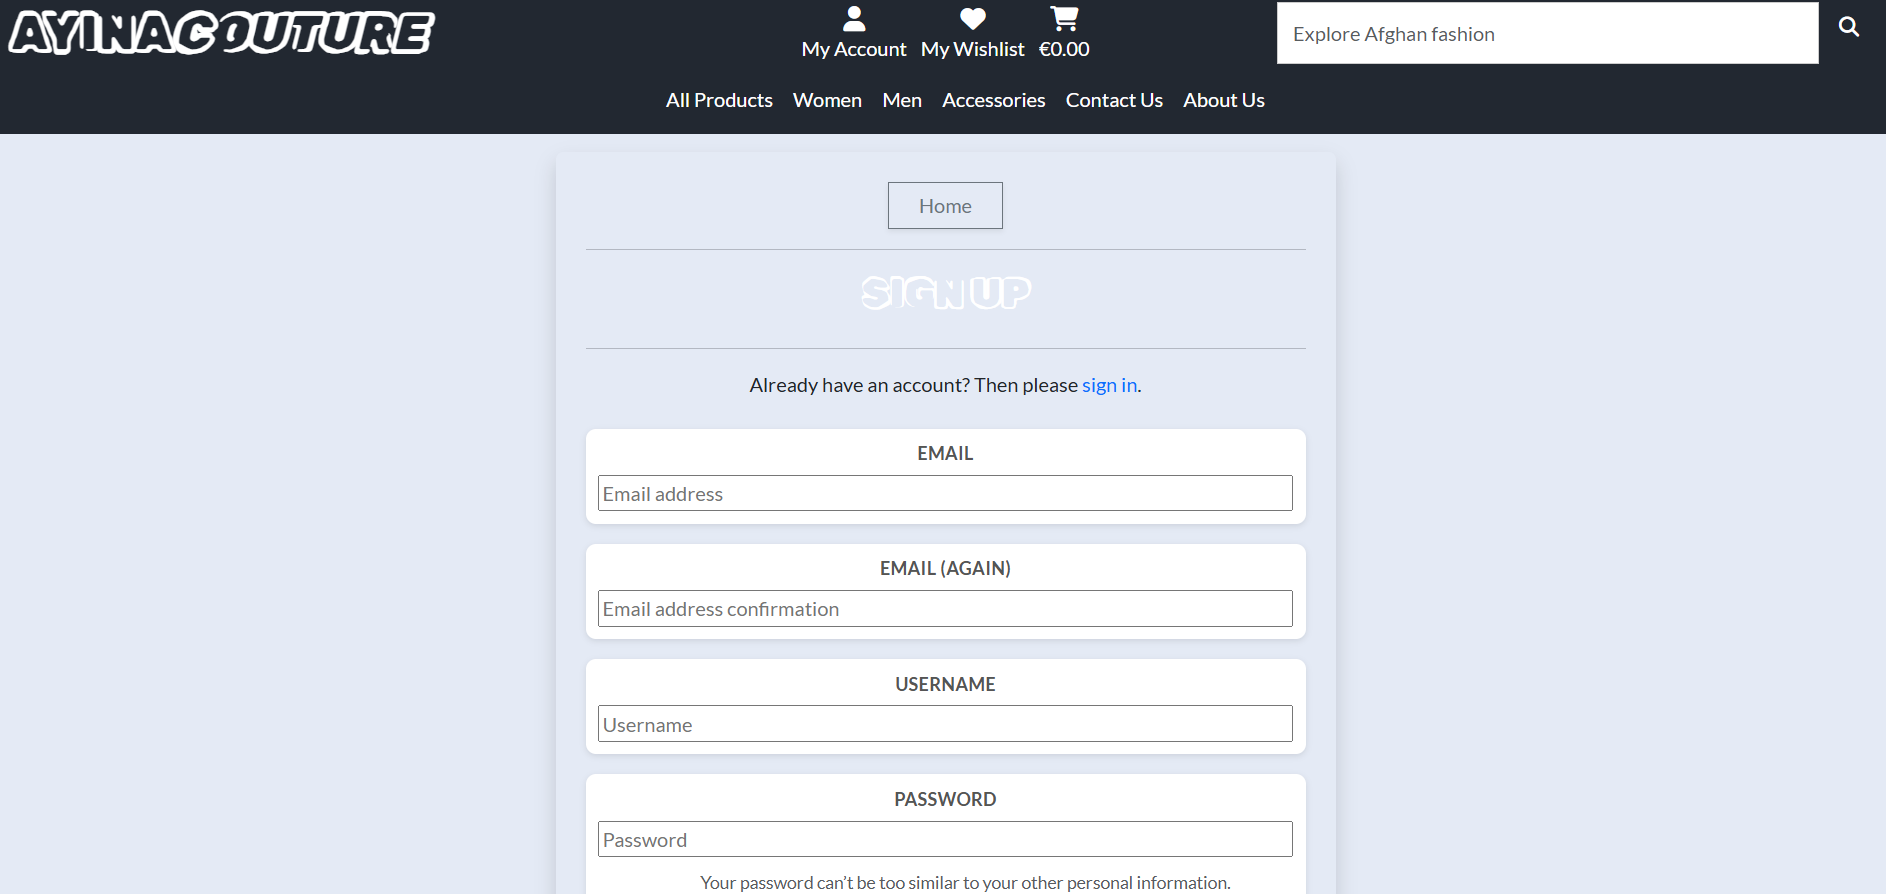 AYINACOUTURE
My Account My Wishlist €0.00
Explore Afghan fashion
All Products Women Men Accessories Contact Us About Us
Home
SIGN UP
Already have an account? Then please sign in.
EMAIL
Email address
EMAIL (AGAIN)
Email address confirmation
USERNAME
Username
PASSWORD
Password
Your password can’t be too similar to your other personal information.